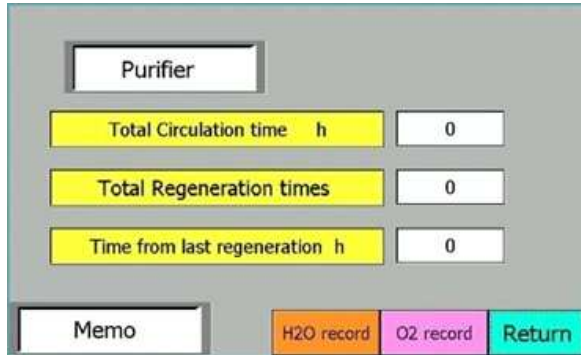 Purifier
Total Circulation time h 0
Total Regeneration times 0
Time from last regeneration h 0
Memo H2O record O2 record Return